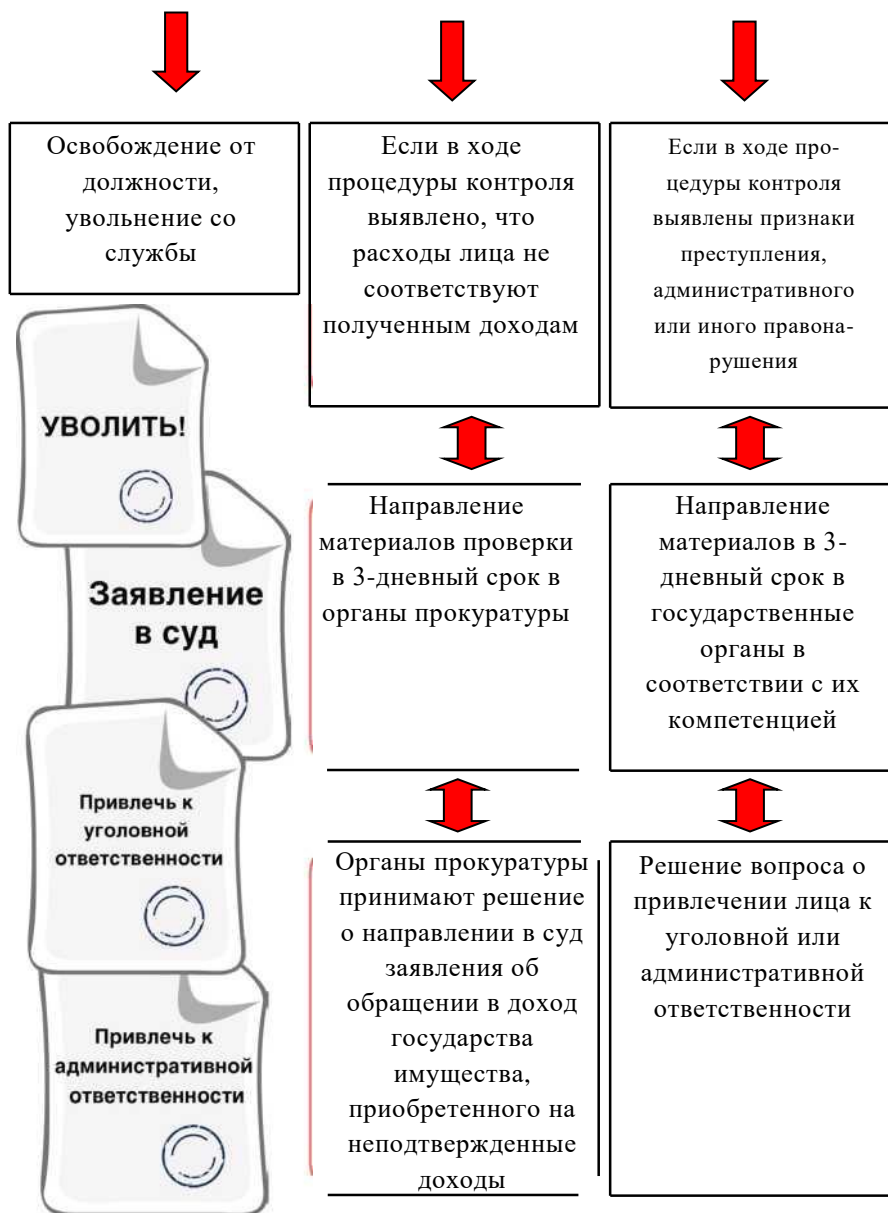 Освобождение от
должности,
увольнение со
службы
Если в ходе
процедуры контроля
выявлено, что
расходы лица не
соответствуют
полученным доходам
Если в ходе про-
цедуры контроля
выявлены признаки
преступления,
административного
или иного правона-
рушения
УВОЛИТЬ!
Заявление
в суд
Привлечь к
уголовной
ответственности
Привлечь к
административной
ответственности
Направление
материалов проверки
в 3-дневный срок в
органы прокуратуры
Направление
материалов в 3-
дневный срок в
государственные
органы в
соответствии с их
компетенцией
Органы прокуратуры
принимают решение
о направлении в суд
заявления об
обращении в доход
государства
имущества,
приобретенного на
неподтвержденные
доходы
Решение вопроса о
привлечении лица к
уголовной или
административной
ответственности